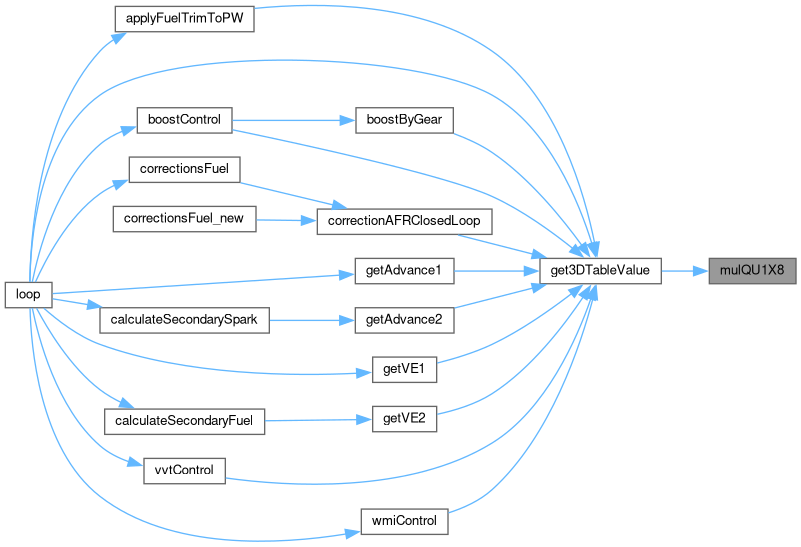 applyFuelTrimToPW
boostControl
boostByGear
correctionsFuel
correctionsFuel_new
correctionAFRClosedLoop
getAdvance1
get3DTableValue
mulQU1X8
loop
calculateSecondarySpark
getAdvance2
getVE1
calculateSecondaryFuel
getVE2
vvtControl
wmiControl